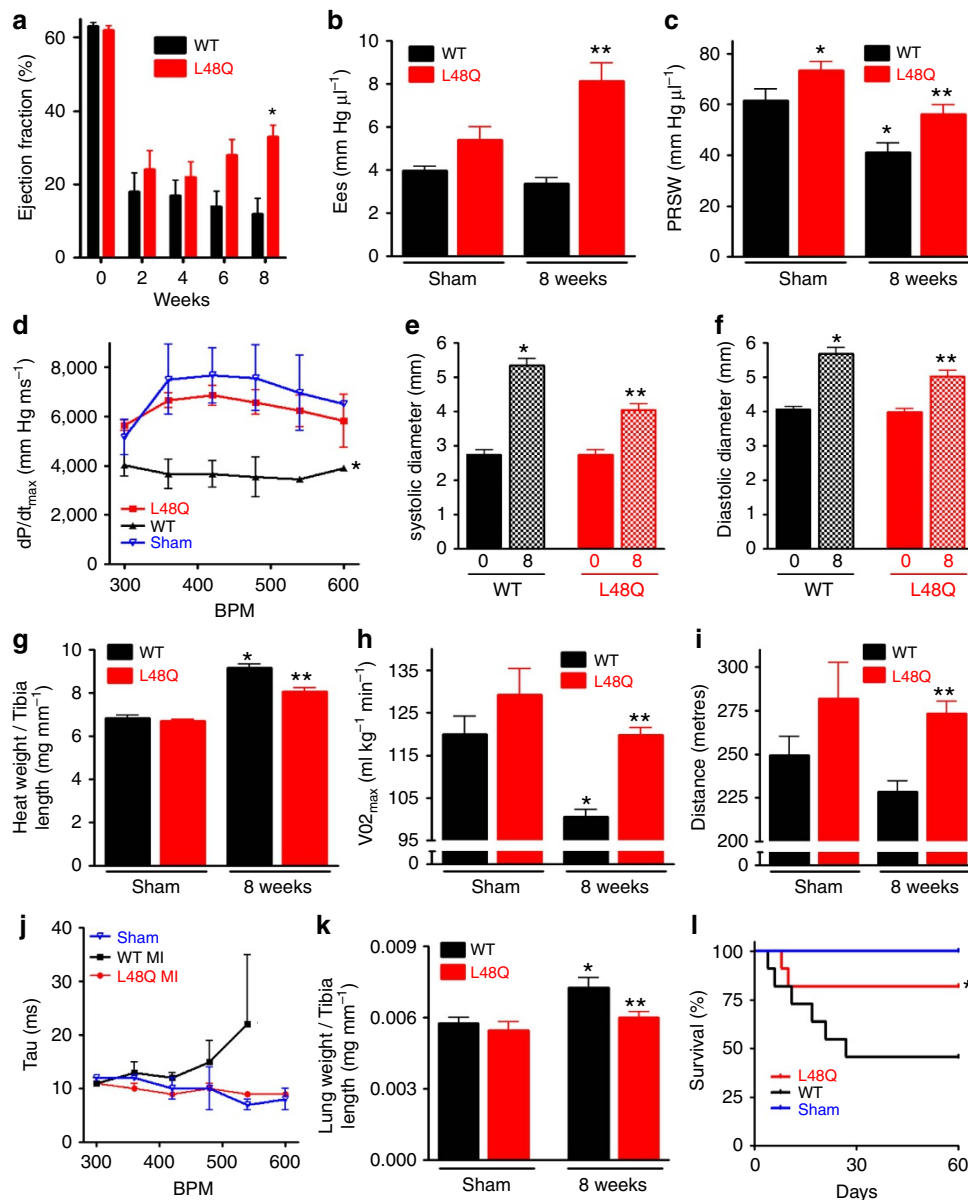 a
Ejection fraction (%)
60
40
20
0
WT
L48Q
*
0 2 4 6 8
Weeks
b
Ees (mm Hg µl−1)
10
8
6
4
2
0
WT
L48Q
**
Sham 8 weeks
c
PRSW (mm Hg µl−1)
80
60
40
20
0
WT
L48Q
*
*
**
Sham 8 weeks
d
dP/dtmax (mm Hg ms−1)
8,000
6,000
4,000
2,000
0
*
L48Q
WT
Sham
300 400 500 600
BPM
e
systolic diameter (mm)
6
5
4
3
2
1
0
*
**
0 8 0 8
WT L48Q
f
Diastolic diameter (mm)
6
5
4
3
2
1
0
*
**
0 8 0 8
WT L48Q
g
Heat weight / Tibia
length (mg mm−1)
10
8
6
4
2
0
WT
L48Q
*
**
Sham 8 weeks
h
V02max (ml kg−1 min−1)
135
125
115
105
95
0
WT
L48Q
*
**
Sham 8 weeks
i
Distance (metres)
300
275
250
225
200
0
WT
L48Q
**
Sham 8 weeks
j
Tau (ms)
40
30
20
10
0
Sham
WT MI
L48Q MI
300 400 500 600
BPM
k
Lung weight / Tibia
length (mg mm−1)
0.009
0.006
0.003
0.000
WT
L48Q
*
**
Sham 8 weeks
l
Survival (%)
100
75
50
25
0
*
L48Q
WT
Sham
0 30 60
Days